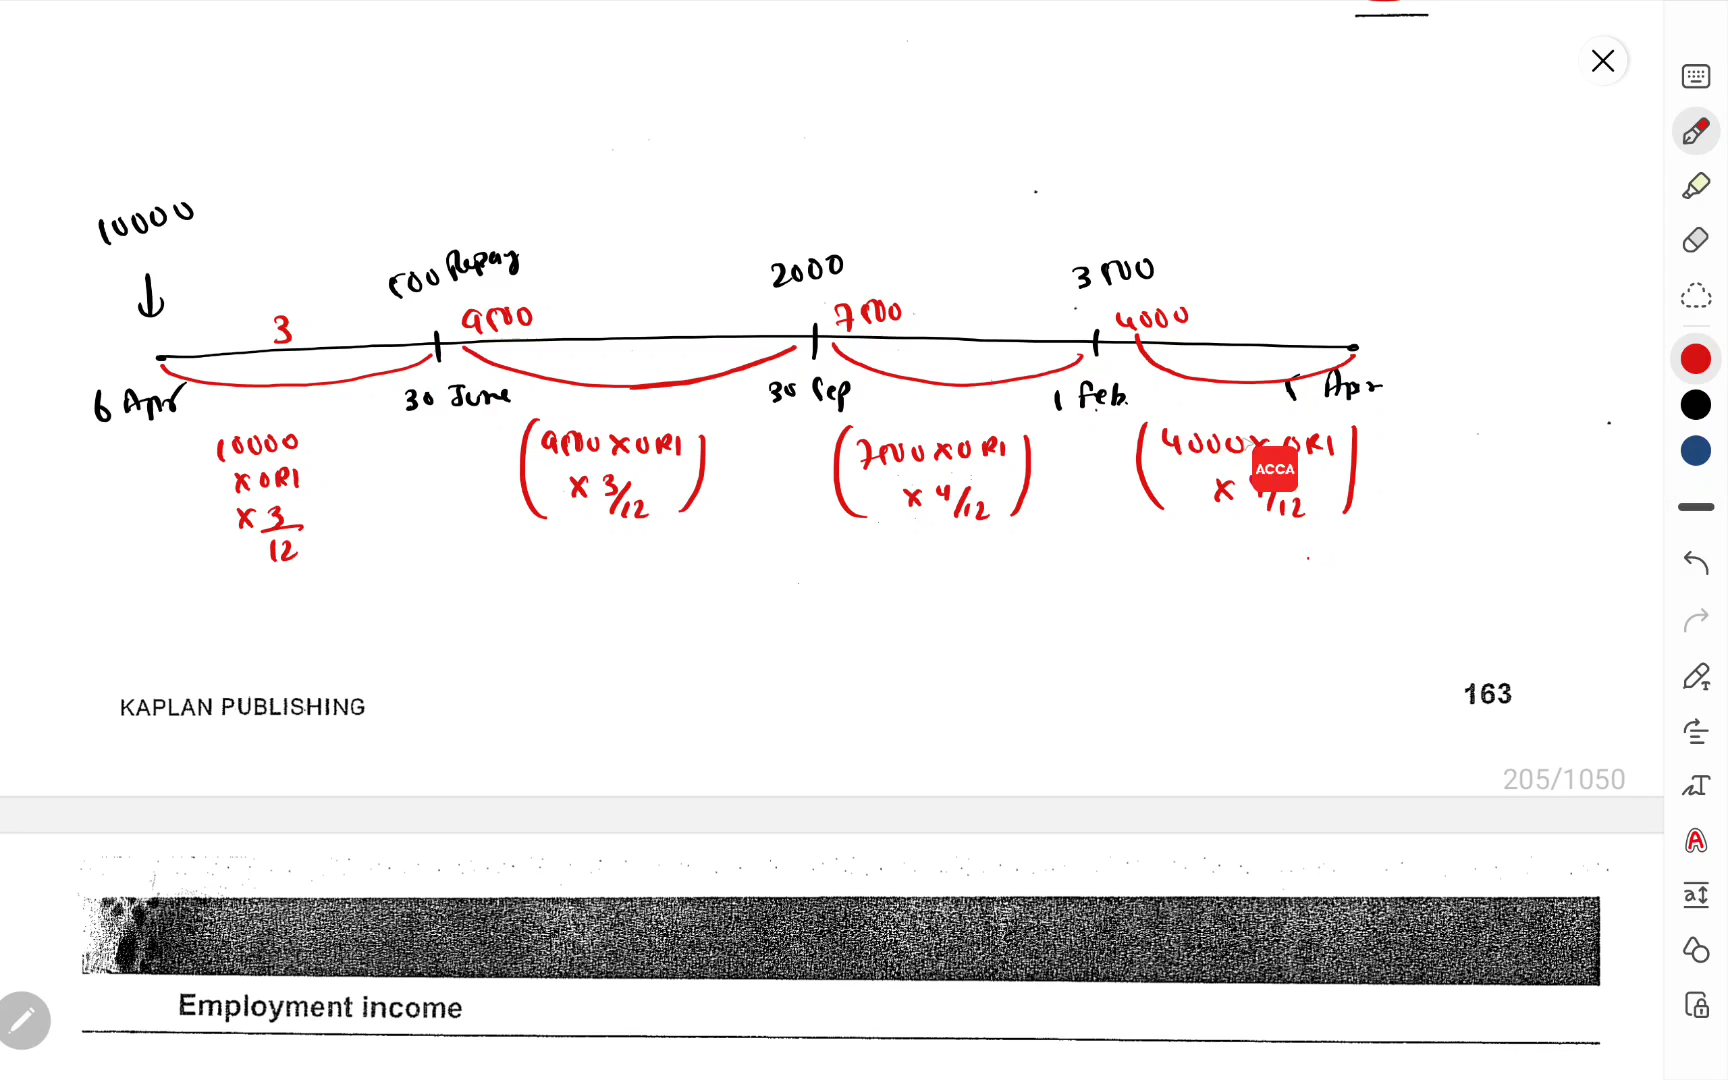 10000
500 Repay
2000
3500
3
9500
7500
4000
6 Apr
30 June
30 Sep
1 Feb.
5 Apr
10000
X ORI
X 3
12
(9500 X ORI
X 3/12)
(7500 X ORI
X 4/12)
(4000 X ORI
X /12)
ACCA
KAPLAN PUBLISHING
163
205/1050
Employment income